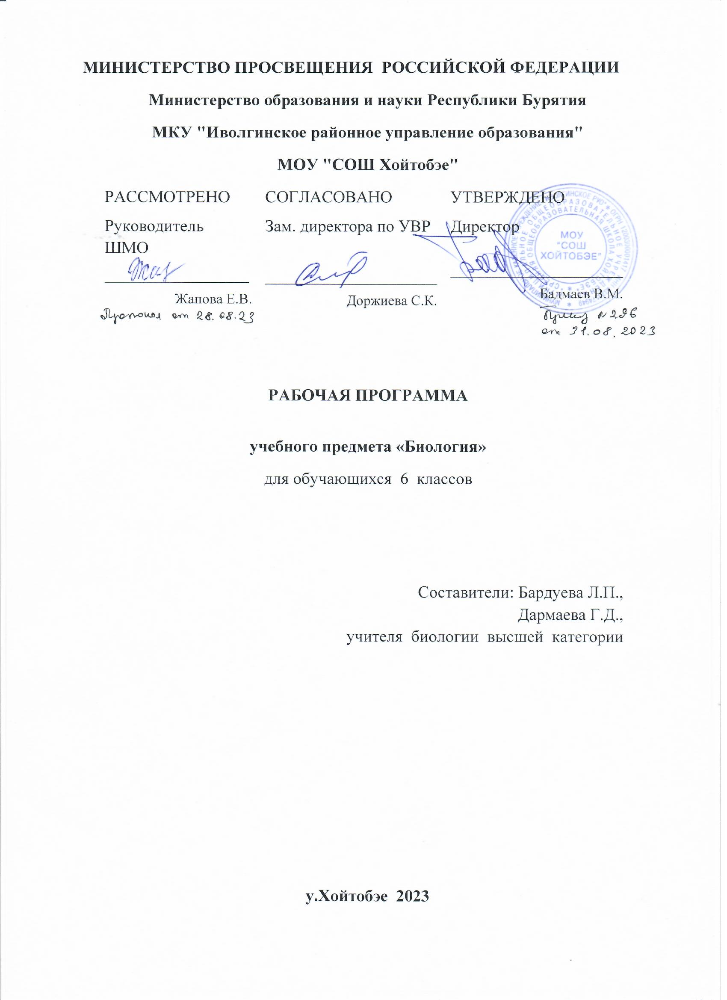 МИНИСТЕРСТВО ПРОСВЕЩЕНИЯ  РОССИЙСКОЙ ФЕДЕРАЦИИ
Министерство образования и науки Республики Бурятия
МКУ "Иволгинское районное управление образования"
МОУ "СОШ Хойтобэе"
РАССМОТРЕНО
Руководитель
ШМО
Жапова Е.В.
Протокол от 28.08.23
СОГЛАСОВАНО
Зам. директора по УВР
Доржиева С.К.
УТВЕРЖДЕНО
Директор
Бадмаев В.М.
Приказ №296
от 31.08.2023
МОУ
"СОШ
ХОЙТОБЭЕ"
РАБОЧАЯ ПРОГРАММА
учебного предмета «Биология»
для обучающихся  6  классов
Составители: Бардуева Л.П.,
Дармаева Г.Д.,
учителя  биологии  высшей  категории
у.Хойтобэе  2023